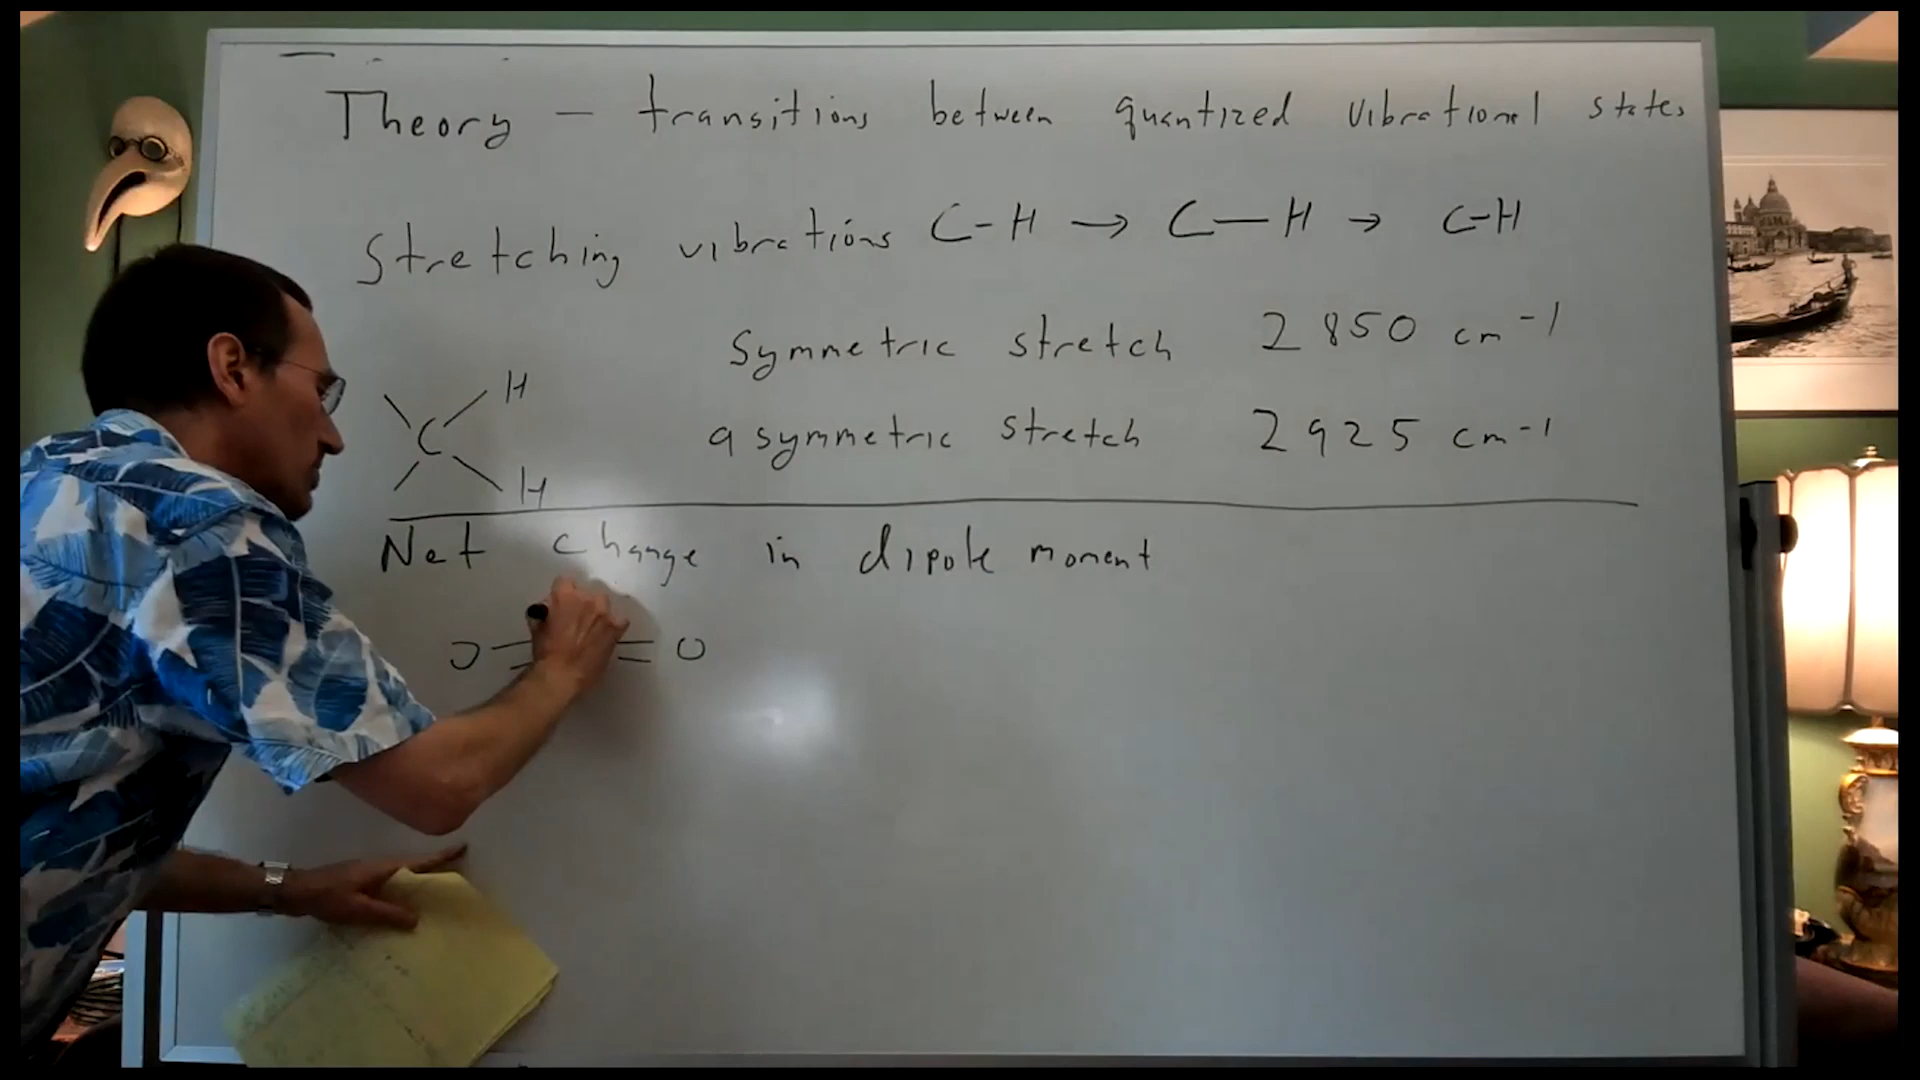 Theory – transitions between quantized vibrational states
Stretching vibrations C-H → C—H → C-H
symmetric stretch 2850 cm⁻¹
asymmetric stretch 2925 cm⁻¹
H
C
H
Net change in dipole moment
O = = O